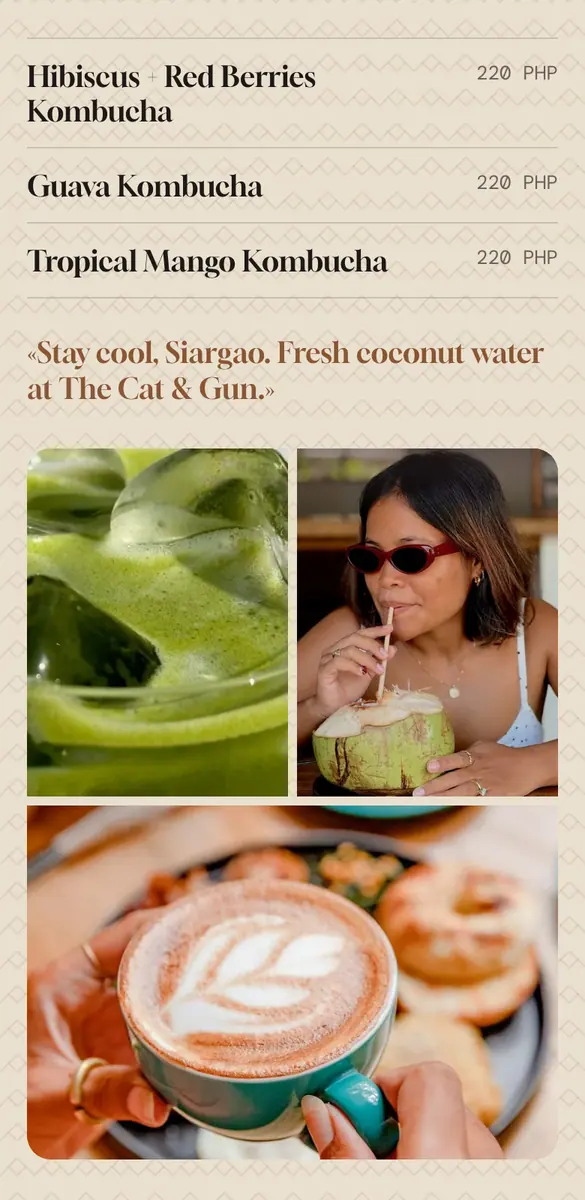 Hibiscus + Red Berries
Kombucha
220 PHP
Guava Kombucha
220 PHP
Tropical Mango Kombucha
220 PHP
«Stay cool, Siargao. Fresh coconut water
at The Cat & Gun.»